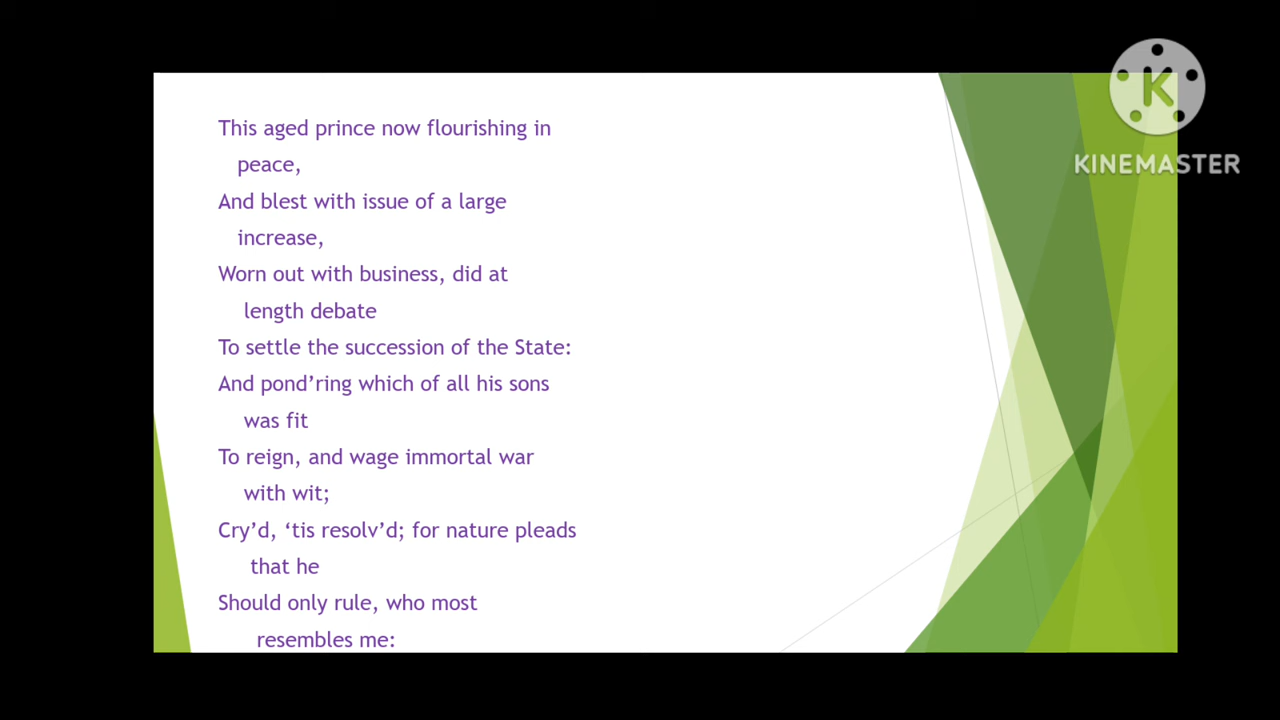 This aged prince now flourishing in
peace,
And blest with issue of a large
increase,
Worn out with business, did at
length debate
To settle the succession of the State:
And pond’ring which of all his sons
was fit
To reign, and wage immortal war
with wit;
Cry’d, ‘tis resolv’d; for nature pleads
that he
Should only rule, who most
resembles me:
K
KINEMASTER